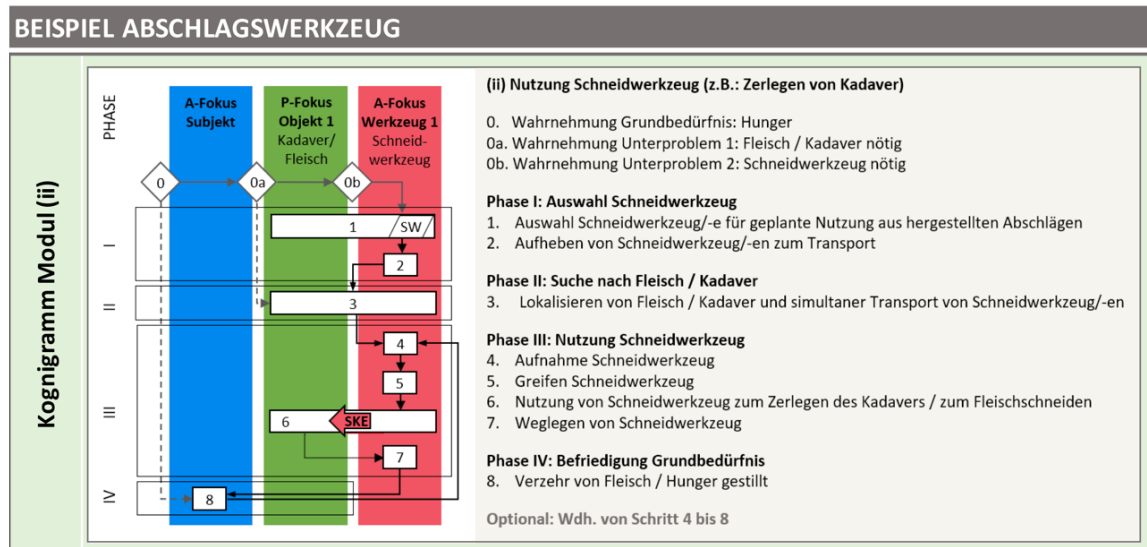 BEISPIEL ABSCHLAGSWERKZEUG
Kognigramm Modul (ii)
PHASE
A-Fokus
Subjekt
P-Fokus
Objekt 1
Kadaver/
Fleisch
A-Fokus
Werkzeug 1
Schneid-
werkzeug
0
0a
0b
I
1
SW
2
II
3
III
4
5
6
SKE
7
IV
8
(ii) Nutzung Schneidwerkzeug (z.B.: Zerlegen von Kadaver)
0. Wahrnehmung Grundbedürfnis: Hunger
0a. Wahrnehmung Unterproblem 1: Fleisch / Kadaver nötig
0b. Wahrnehmung Unterproblem 2: Schneidwerkzeug nötig
Phase I: Auswahl Schneidwerkzeug
1. Auswahl Schneidwerkzeug/-e für geplante Nutzung aus hergestellten Abschlägen
2. Aufheben von Schneidwerkzeug/-en zum Transport
Phase II: Suche nach Fleisch / Kadaver
3. Lokalisieren von Fleisch / Kadaver und simultaner Transport von Schneidwerkzeug/-en
Phase III: Nutzung Schneidwerkzeug
4. Aufnahme Schneidwerkzeug
5. Greifen Schneidwerkzeug
6. Nutzung von Schneidwerkzeug zum Zerlegen des Kadavers / zum Fleischschneiden
7. Weglegen von Schneidwerkzeug
Phase IV: Befriedigung Grundbedürfnis
8. Verzehr von Fleisch / Hunger gestillt
Optional: Wdh. von Schritt 4 bis 8